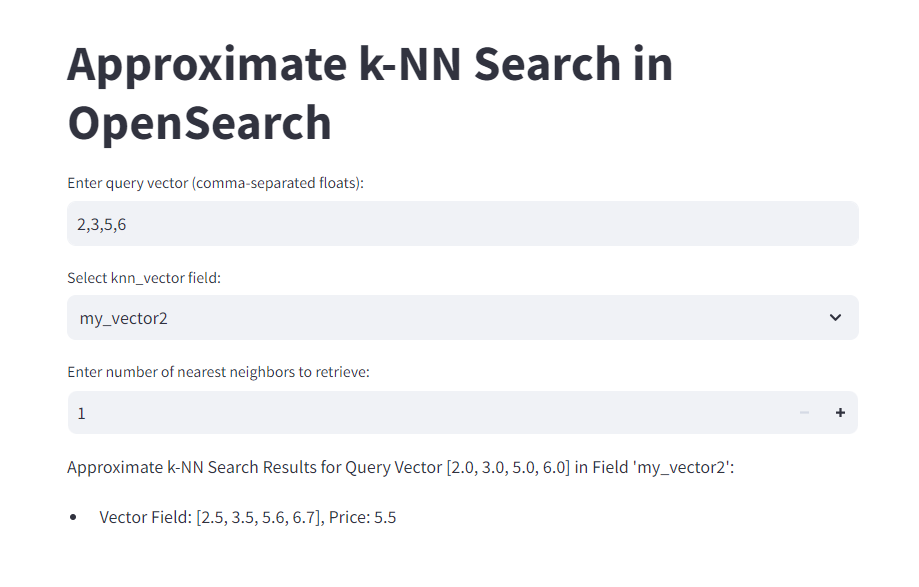 Approximate k-NN Search in
OpenSearch
Enter query vector (comma-separated floats):
2,3,5,6
Select knn_vector field:
my_vector2
Enter number of nearest neighbors to retrieve:
1
Approximate k-NN Search Results for Query Vector [2.0, 3.0, 5.0, 6.0] in Field 'my_vector2':
• Vector Field: [2.5, 3.5, 5.6, 6.7], Price: 5.5